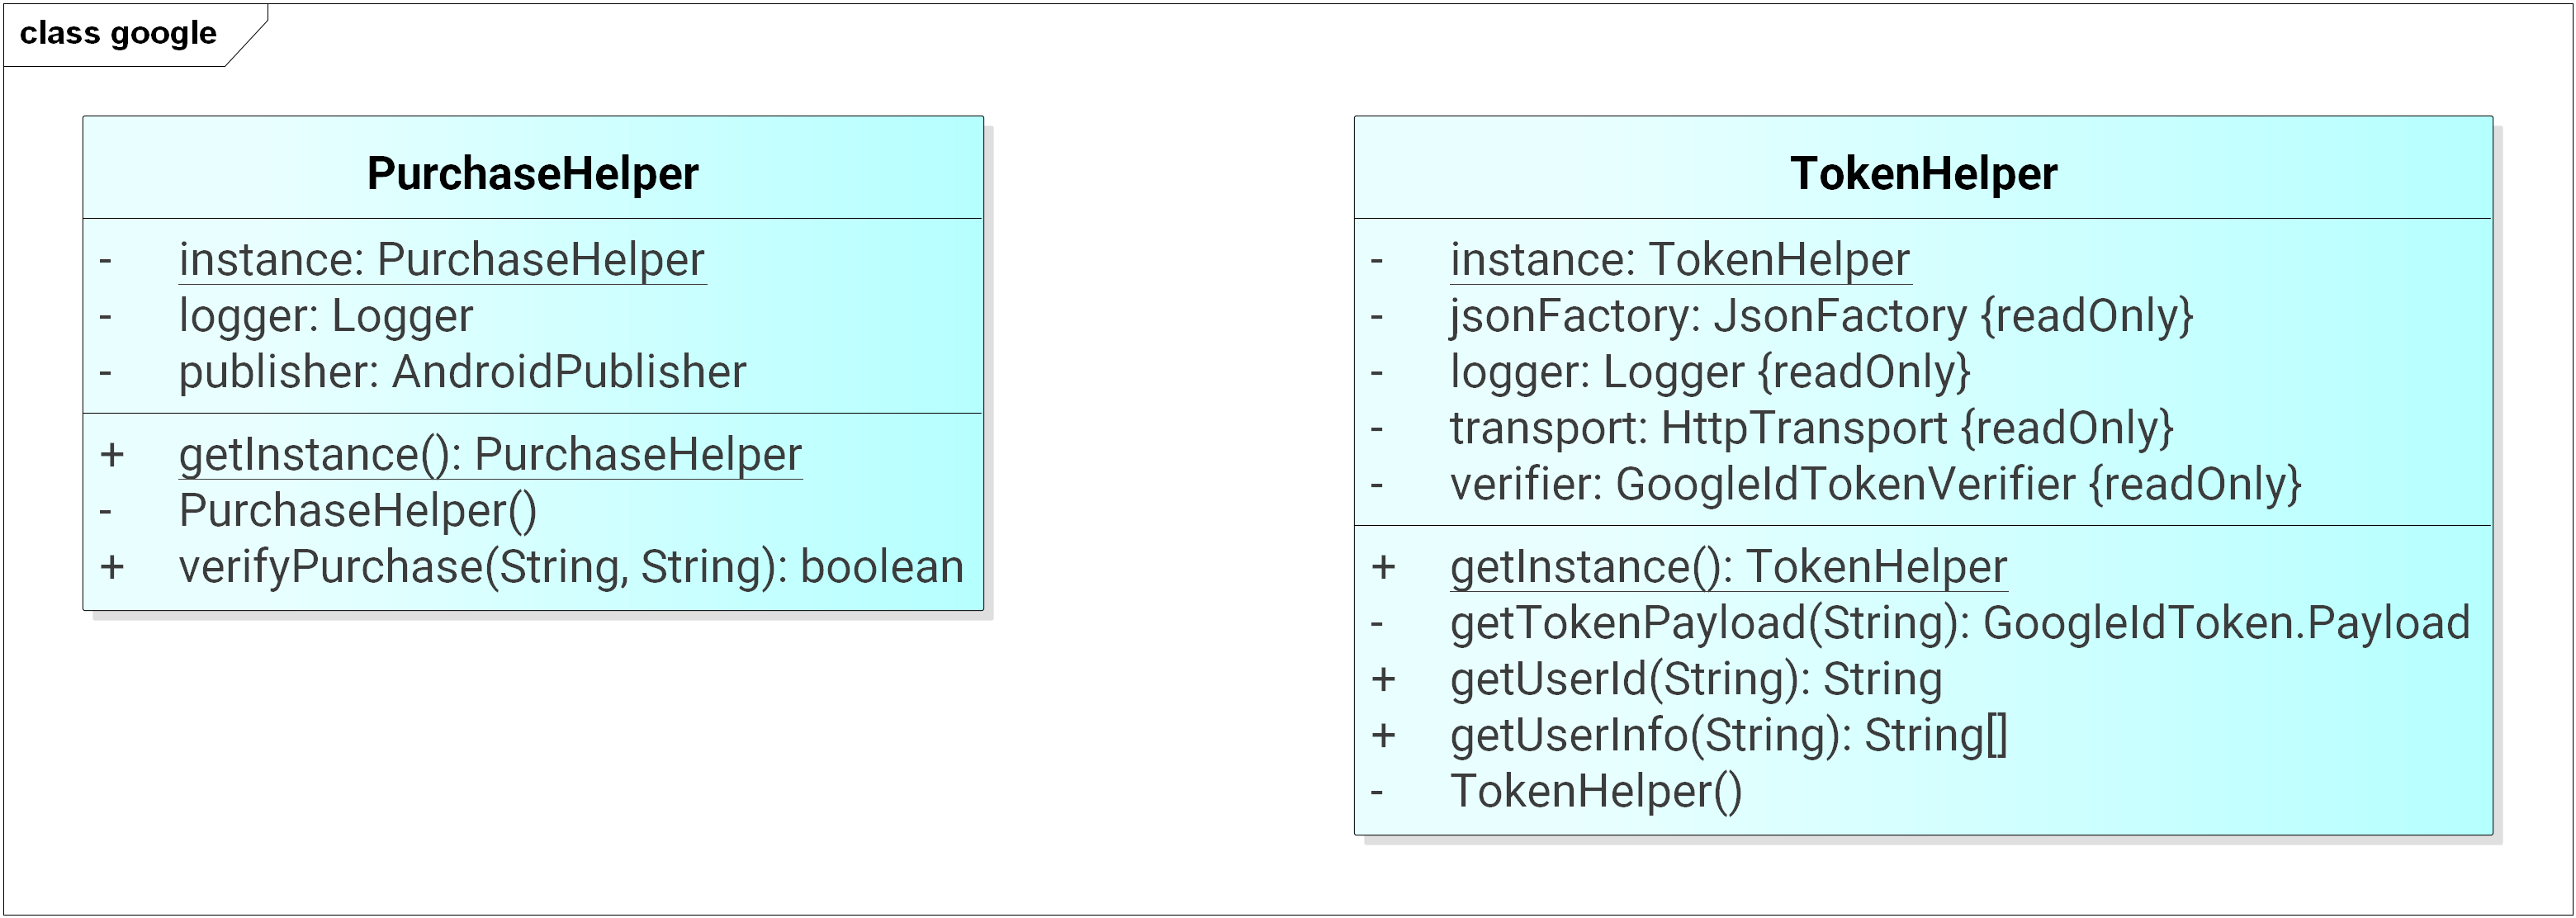 class google
PurchaseHelper
- instance: PurchaseHelper
- logger: Logger
- publisher: AndroidPublisher
+ getInstance(): PurchaseHelper
- PurchaseHelper()
+ verifyPurchase(String, String): boolean
TokenHelper
- instance: TokenHelper
- jsonFactory: JsonFactory {readOnly}
- logger: Logger {readOnly}
- transport: HttpTransport {readOnly}
- verifier: GoogleIdTokenVerifier {readOnly}
+ getInstance(): TokenHelper
- getTokenPayload(String): GoogleIdToken.Payload
+ getUserId(String): String
+ getUserInfo(String): String[]
- TokenHelper()